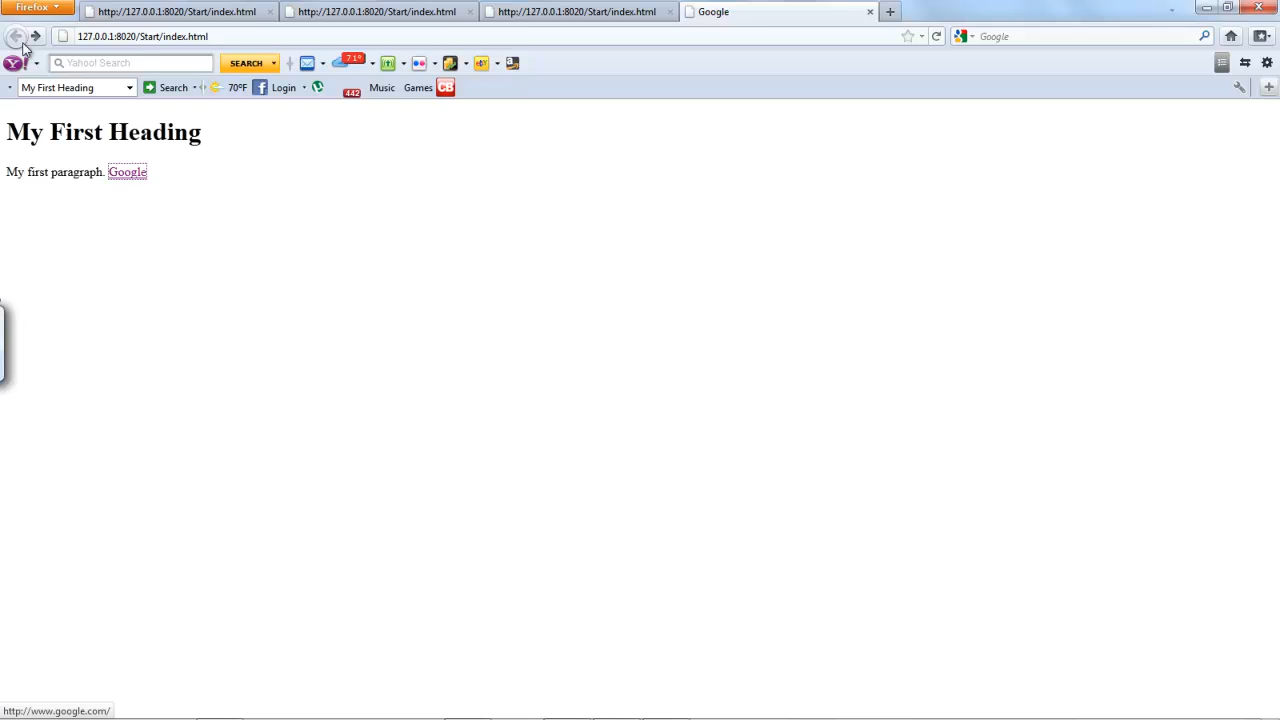 Firefox
http://127.0.0.1:8020/Start/index.html
http://127.0.0.1:8020/Start/index.html
http://127.0.0.1:8020/Start/index.html
Google
127.0.0.1:8020/Start/index.html
Google
Y!
Yahoo! Search
SEARCH
71°
My First Heading
Search
70°F
Login
442
Music
Games
CB
My First Heading
My first paragraph. Google
http://www.google.com/